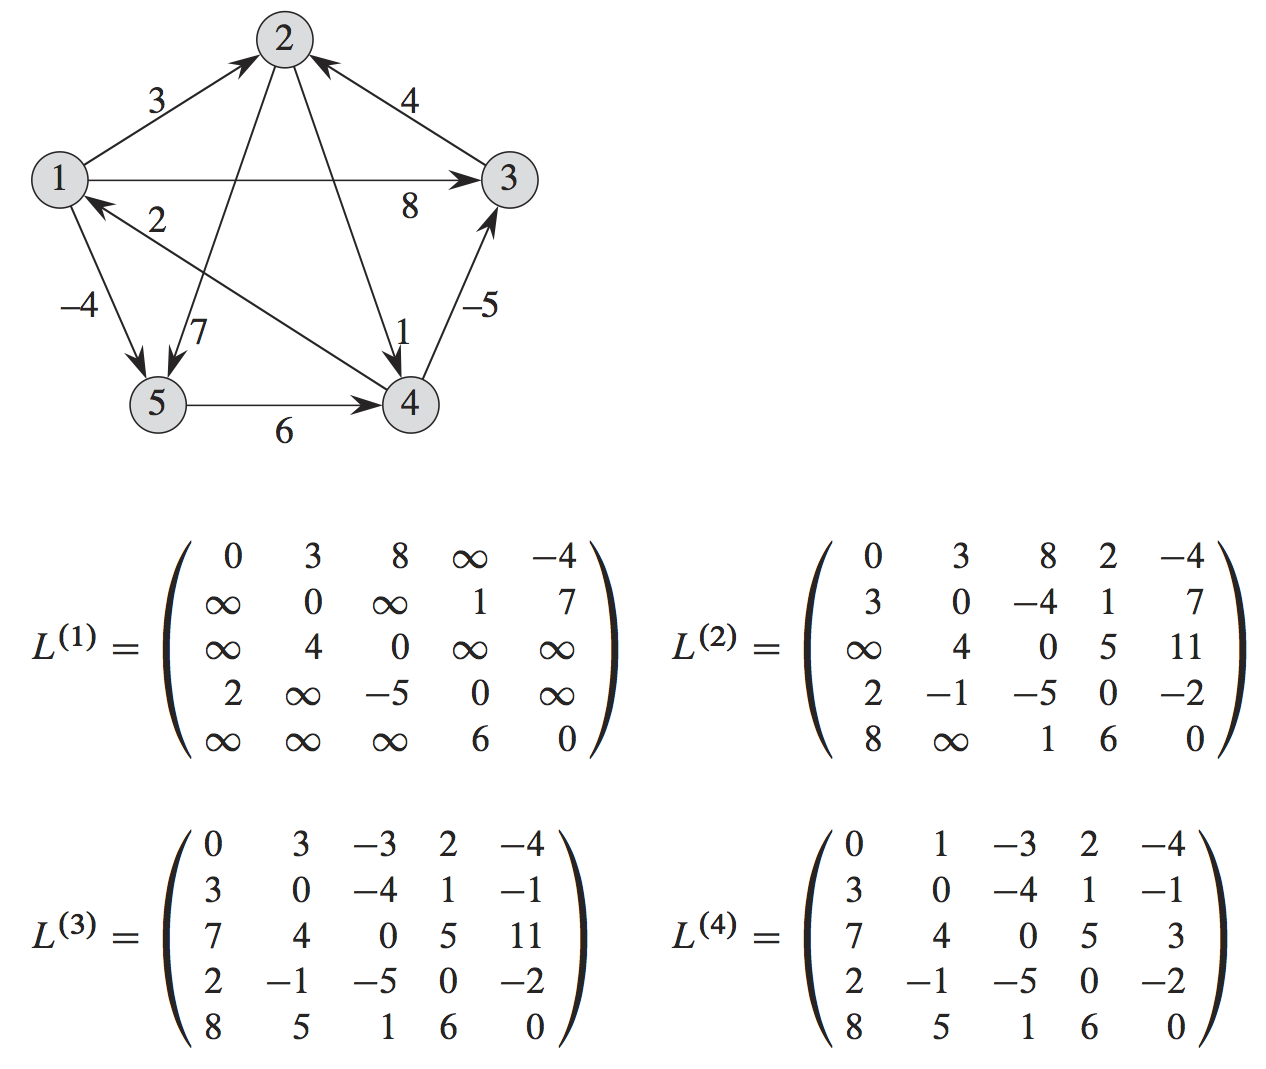 2
3 4
1 3
2 8
–4 7 1 –5
5 4
6
L(1) = ( 0 3 8 ∞ –4
∞ 0 ∞ 1 7
∞ 4 0 ∞ ∞
2 ∞ –5 0 ∞
∞ ∞ ∞ 6 0 )
L(2) = ( 0 3 8 2 –4
3 0 –4 1 7
∞ 4 0 5 11
2 –1 –5 0 –2
8 ∞ 1 6 0 )
L(3) = ( 0 3 –3 2 –4
3 0 –4 1 –1
7 4 0 5 11
2 –1 –5 0 –2
8 5 1 6 0 )
L(4) = ( 0 1 –3 2 –4
3 0 –4 1 –1
7 4 0 5 3
2 –1 –5 0 –2
8 5 1 6 0 )